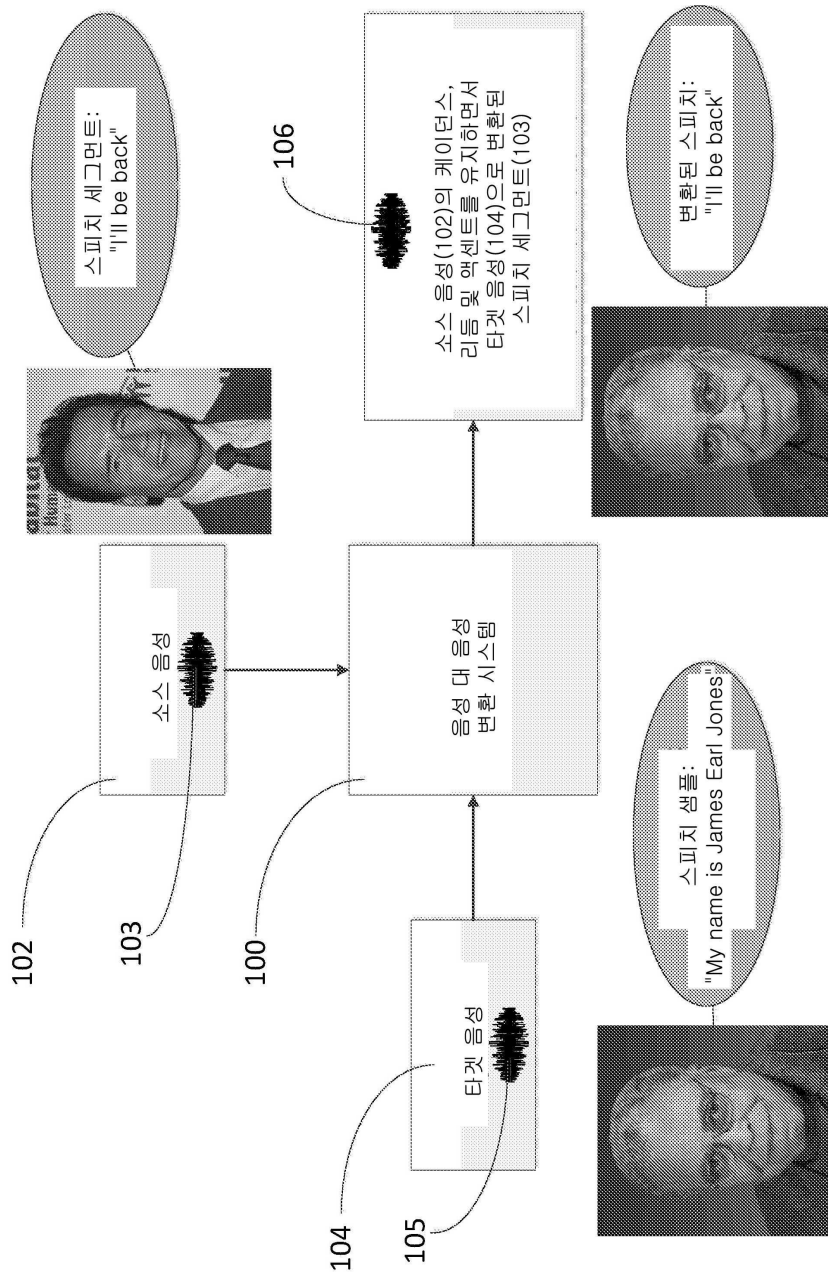 102
소스 음성
103
스피치 세그먼트:
"I'll be back"
Hum
100
음성 대 음성
변환 시스템
104
타겟 음성
105
106
소스 음성(102)의 케이던스,
리듬 및 액센트를 유지하면서
타겟 음성(104)으로 변환된
스피치 세그먼트(103)
스피치 샘플:
"My name is James Earl Jones"
변환된 스피치:
"I'll be back"